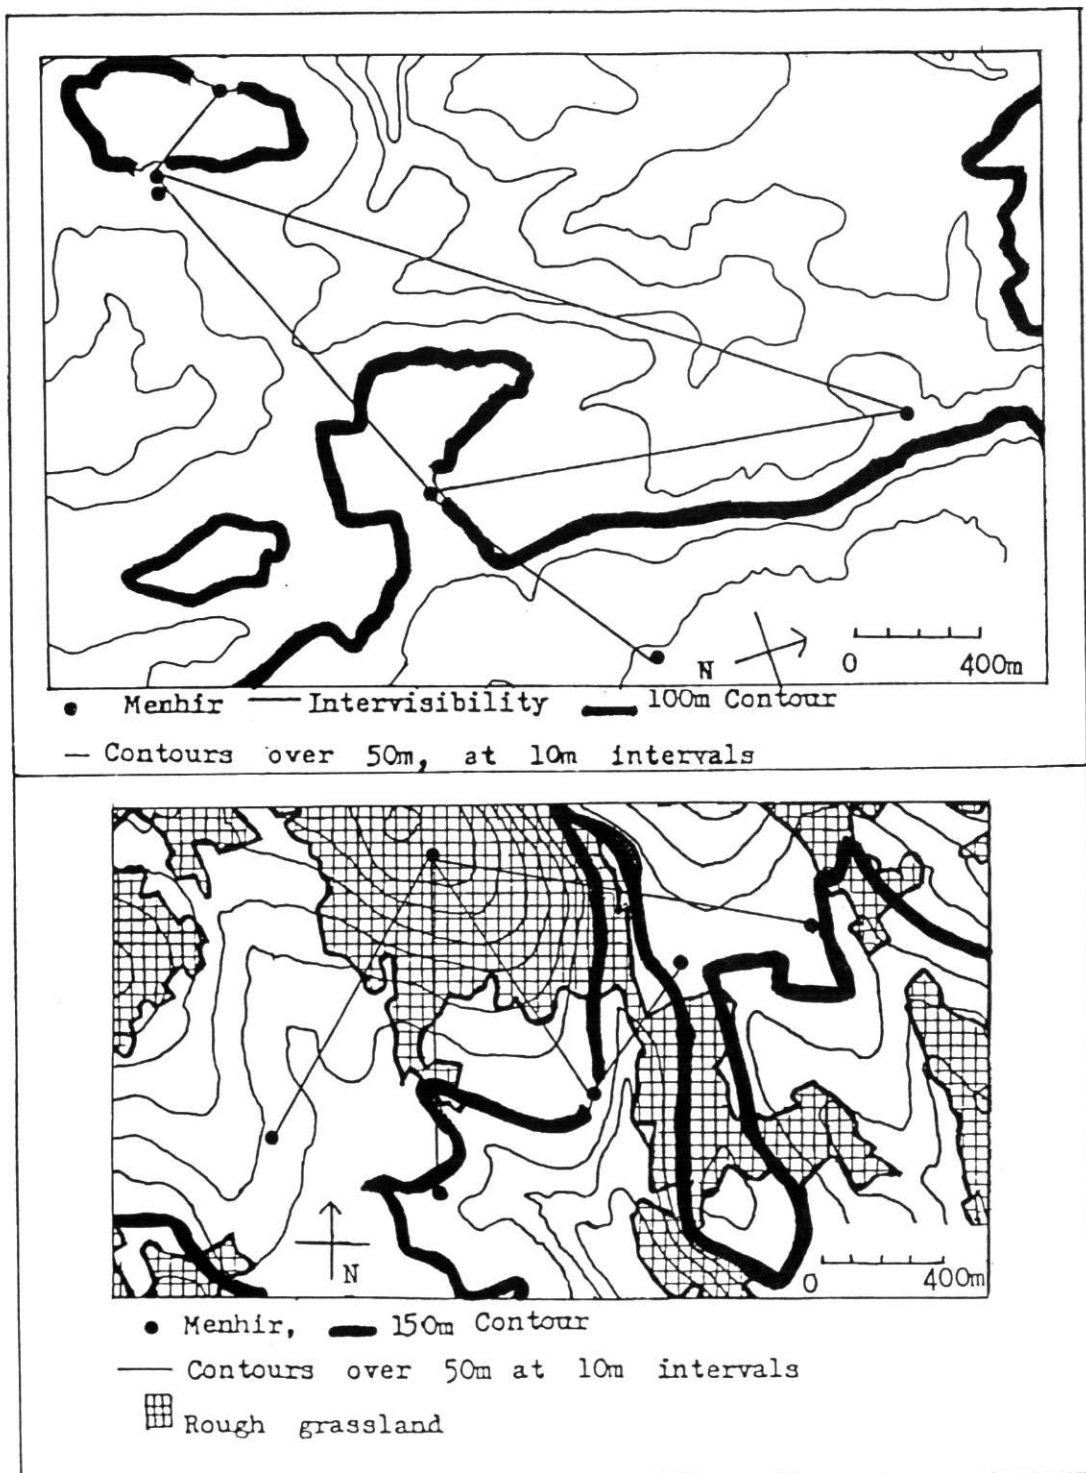 N
0 400m
● Menhir — Intervisibility — 100m Contour
— Contours over 50m, at 10m intervals
N
0 400m
● Menhir, — 150m Contour
— Contours over 50m at 10m intervals
Rough grassland